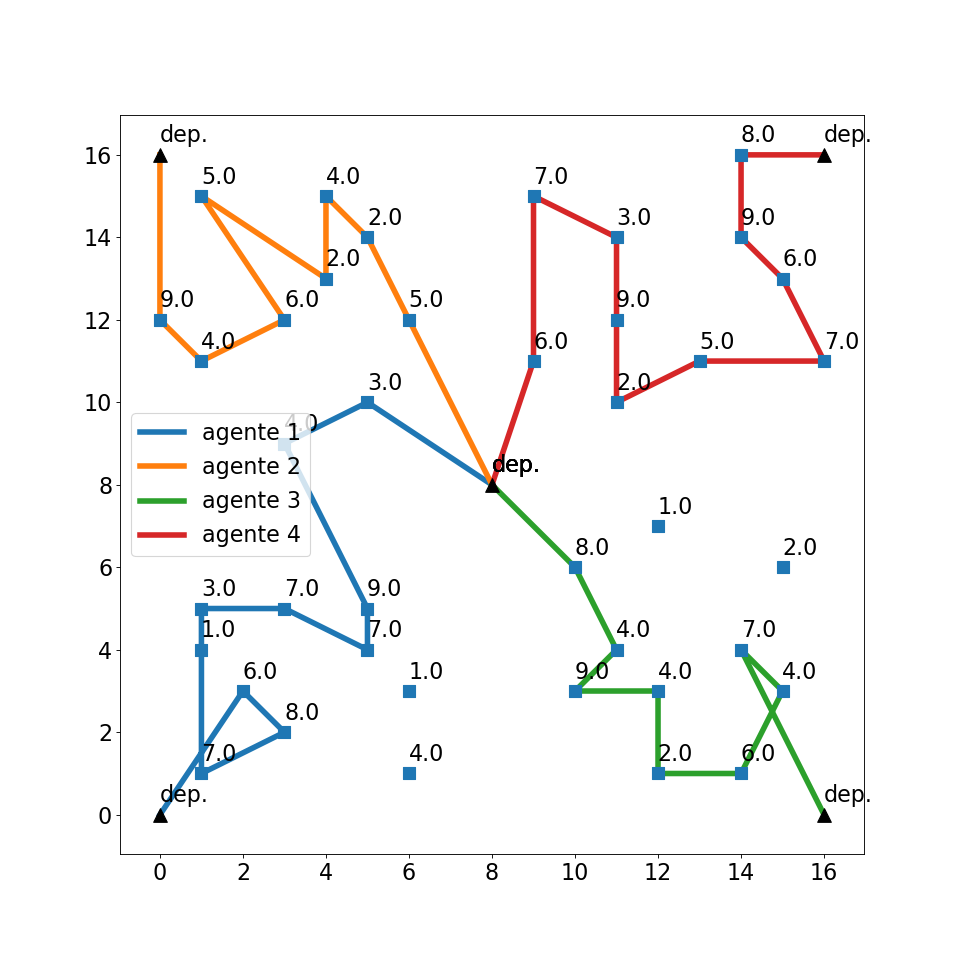 8.0
dep. dep.
16
5.0 4.0 7.0
2.0 3.0 9.0
14
2.0 6.0
9.0 6.0 5.0 9.0
12
4.0 6.0 5.0 7.0
3.0 2.0
10
4.0
agente 1
dep.
agente 2
8
agente 3
1.0
agente 4
8.0 2.0
6
3.0 7.0 9.0
1.0 7.0 4.0 7.0
4
6.0 1.0 9.0 4.0 4.0
8.0
2
7.0 4.0 2.0 6.0
dep. dep.
0
0 2 4 6 8 10 12 14 16